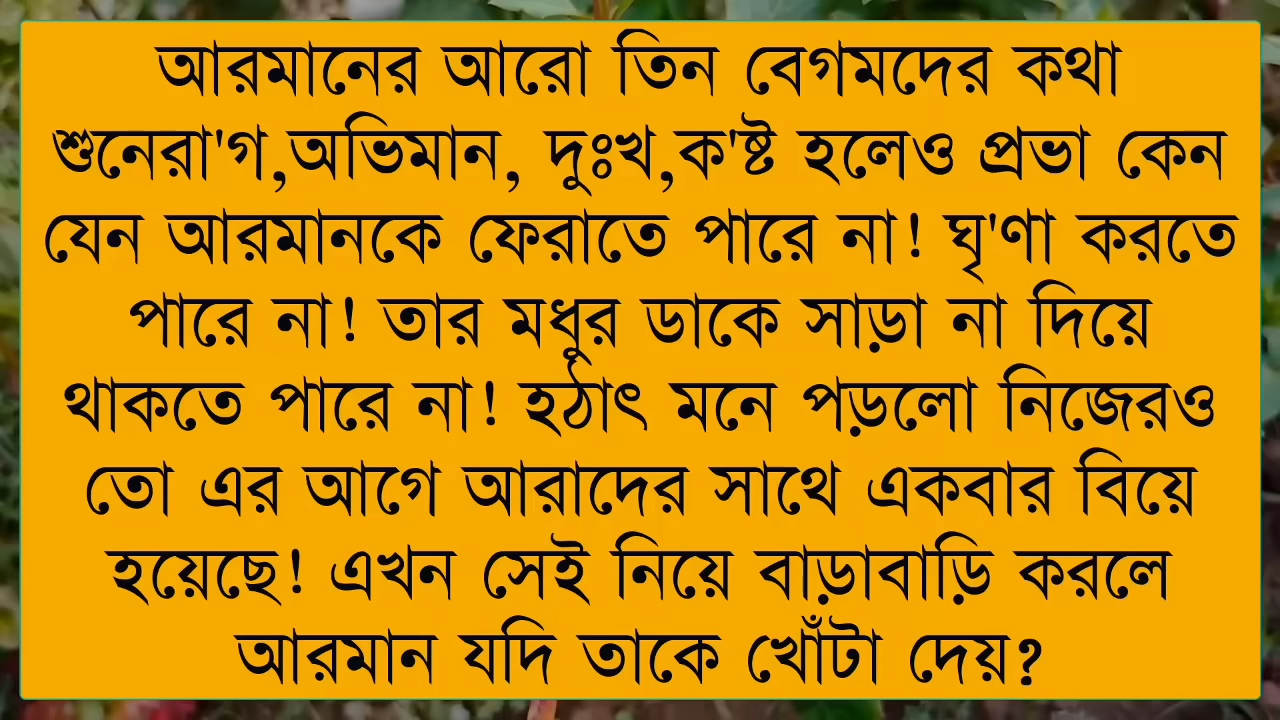 আরমানের আরো তিন বেগমদের কথা
শুনেরা'গ,অভিমান, দুঃখ,ক'ষ্ট হলেও প্রভা কেন
যেন আরমানকে ফেরাতে পারে না! ঘৃ'ণা করতে
পারে না! তার মধুর ডাকে সাড়া না দিয়ে
থাকতে পারে না! হঠাৎ মনে পড়লো নিজেরও
তো এর আগে আরাদের সাথে একবার বিয়ে
হয়েছে! এখন সেই নিয়ে বাড়াবাড়ি করলে
আরমান যদি তাকে খোঁটা দেয়?